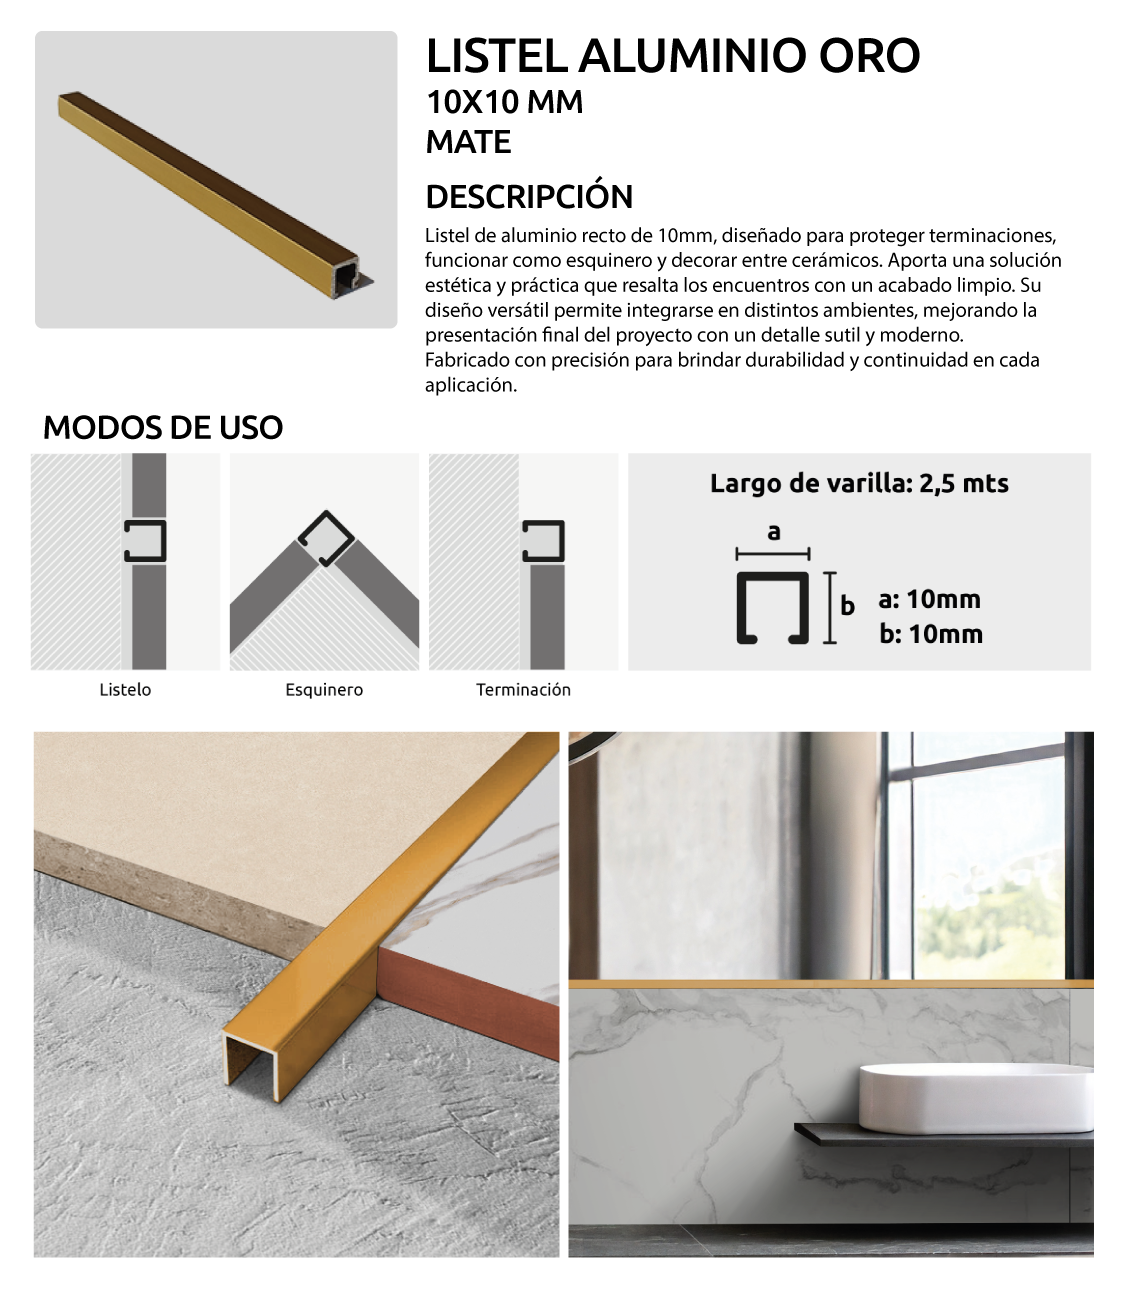 LISTEL ALUMINIO ORO
10X10 MM
MATE
DESCRIPCIÓN
Listel de aluminio recto de 10mm, diseñado para proteger terminaciones,
funcionar como esquinero y decorar entre cerámicos. Aporta una solución
estética y práctica que resalta los encuentros con un acabado limpio. Su
diseño versátil permite integrarse en distintos ambientes, mejorando la
presentación final del proyecto con un detalle sutil y moderno.
Fabricado con precisión para brindar durabilidad y continuidad en cada
aplicación.
MODOS DE USO
Listelo
Esquinero
Terminación
Largo de varilla: 2,5 mts
a
b
a: 10mm
b: 10mm